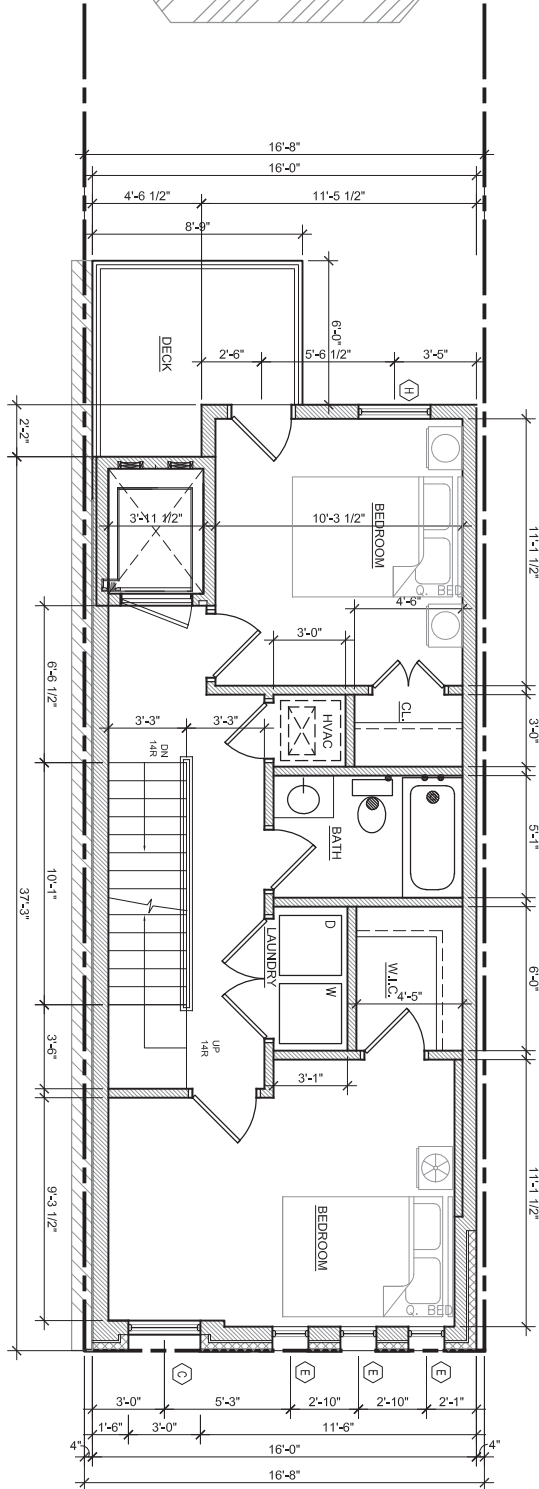 16'-8"
16'-0"
4'-6 1/2"
11'-5 1/2"
8'-9"
6'-0"
DECK
2'-6"
5'-6 1/2"
3'-5"
H
2'-2"
3'-11 1/2"
10'-3 1/2"
BEDROOM
11'-1 1/2"
Q. BED
4'-6"
3'-0"
6'-6 1/2"
3'-3"
3'-3"
DN
14R
HVAC
CL.
3'-0"
BATH
5'-1"
10'-1"
37'-3"
LAUNDRY
D
W
W.I.C.
4'-5"
6'-0"
UP
14R
3'-6"
3'-1"
9'-3 1/2"
BEDROOM
Q. BED
11'-1 1/2"
C
E
E
E
3'-0"
5'-3"
2'-10"
2'-10"
2'-1"
1'-6"
3'-0"
11'-6"
4"
16'-0"
4"
16'-8"